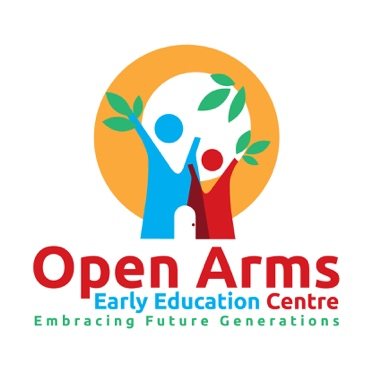 Open Arms
Early Education Centre
Embracing Future Generations